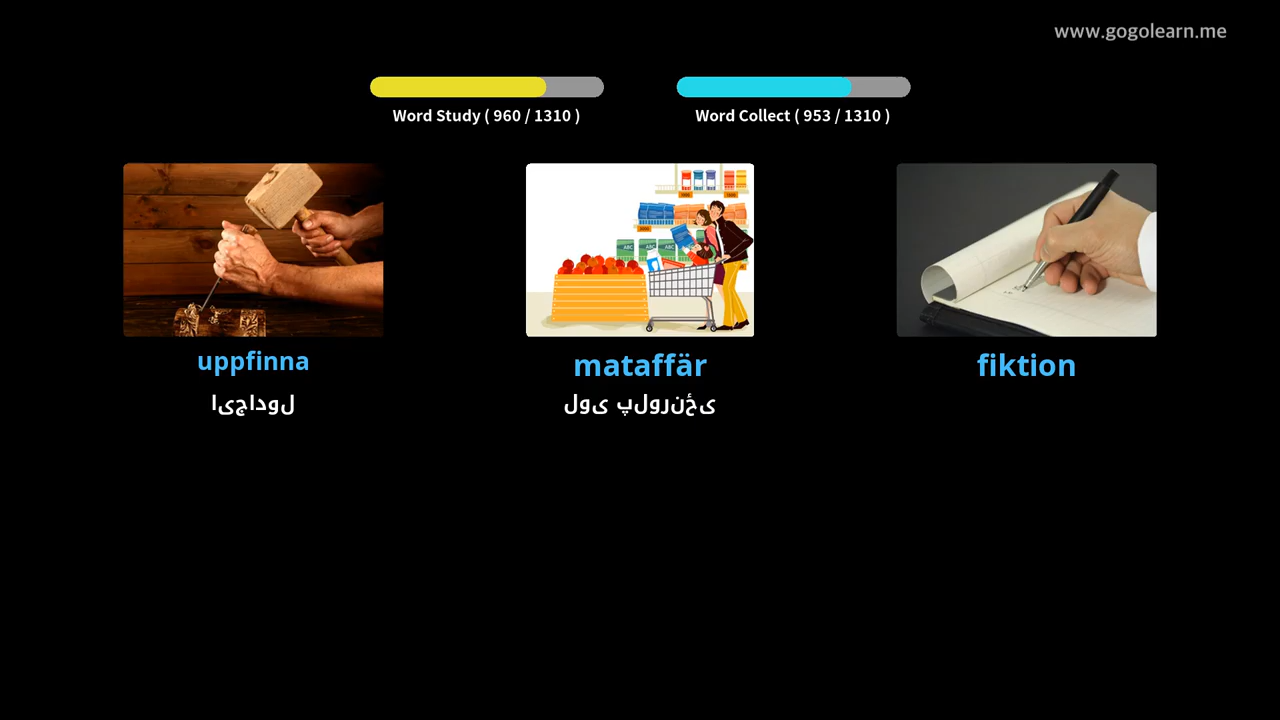 www.gogolearn.me
Word Study ( 960 / 1310 )
Word Collect ( 953 / 1310 )
uppfinna
mataffär
fiktion
ایجادول
لوی پلورنځی